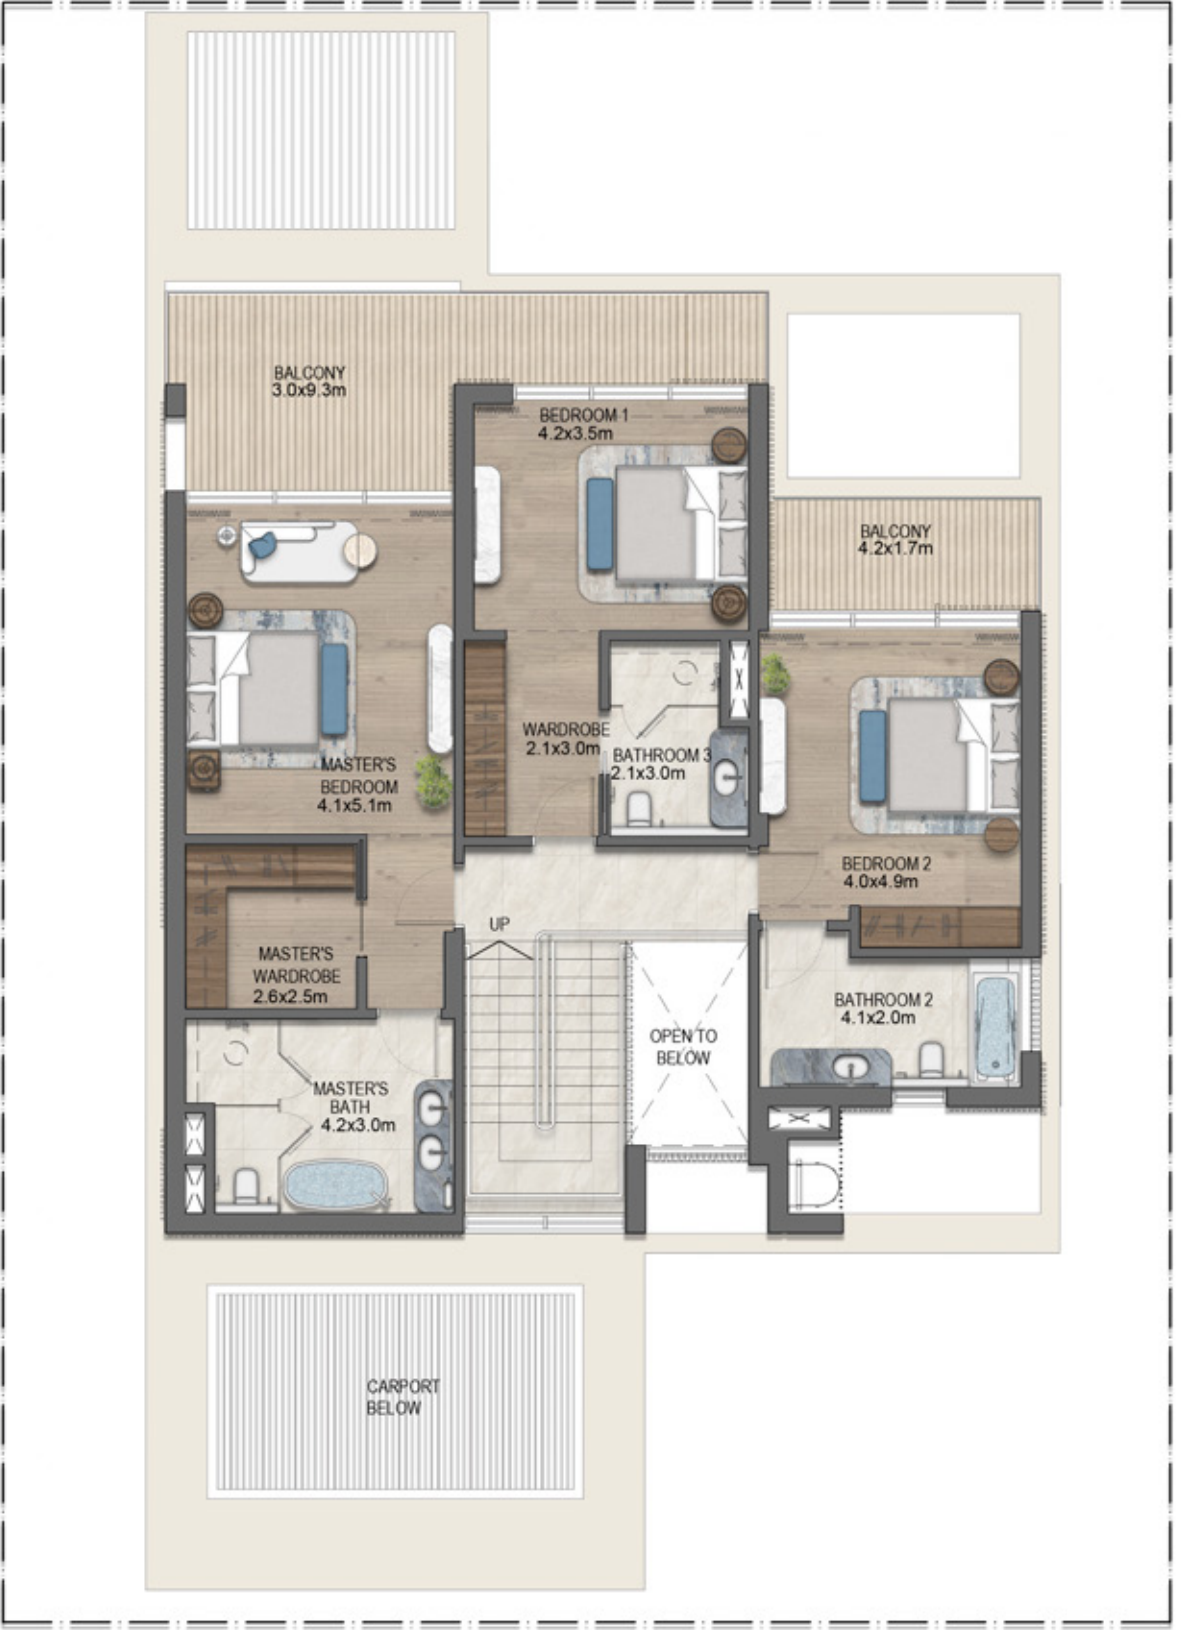 BALCONY
3.0x9.3m
BEDROOM 1
4.2x3.5m
BALCONY
4.2x1.7m
WARDROBE
2.1x3.0m
BATHROOM 3
2.1x3.0m
MASTER'S
BEDROOM
4.1x5.1m
BEDROOM 2
4.0x4.9m
UP
MASTER'S
WARDROBE
2.6x2.5m
BATHROOM 2
4.1x2.0m
OPEN TO
BELOW
MASTER'S
BATH
4.2x3.0m
CARPORT
BELOW